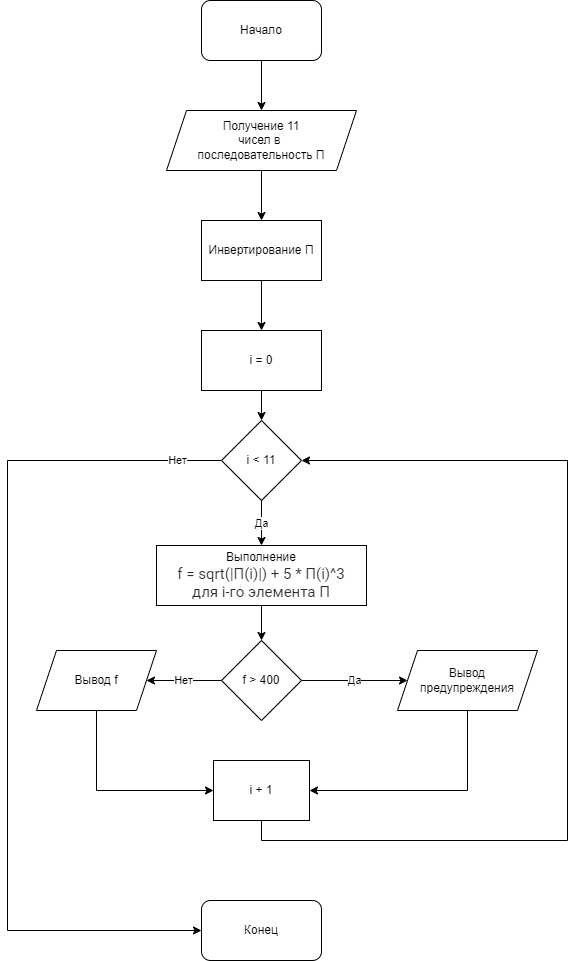 Начало
Получение 11
чисел в
последовательность П
Инвертирование П
i = 0
i < 11
Нет
Да
Выполнение
f = sqrt(|П(i)|) + 5 * П(i)^3
для i-го элемента П
f > 400
Нет
Да
Вывод f
Вывод
предупреждения
i + 1
Конец